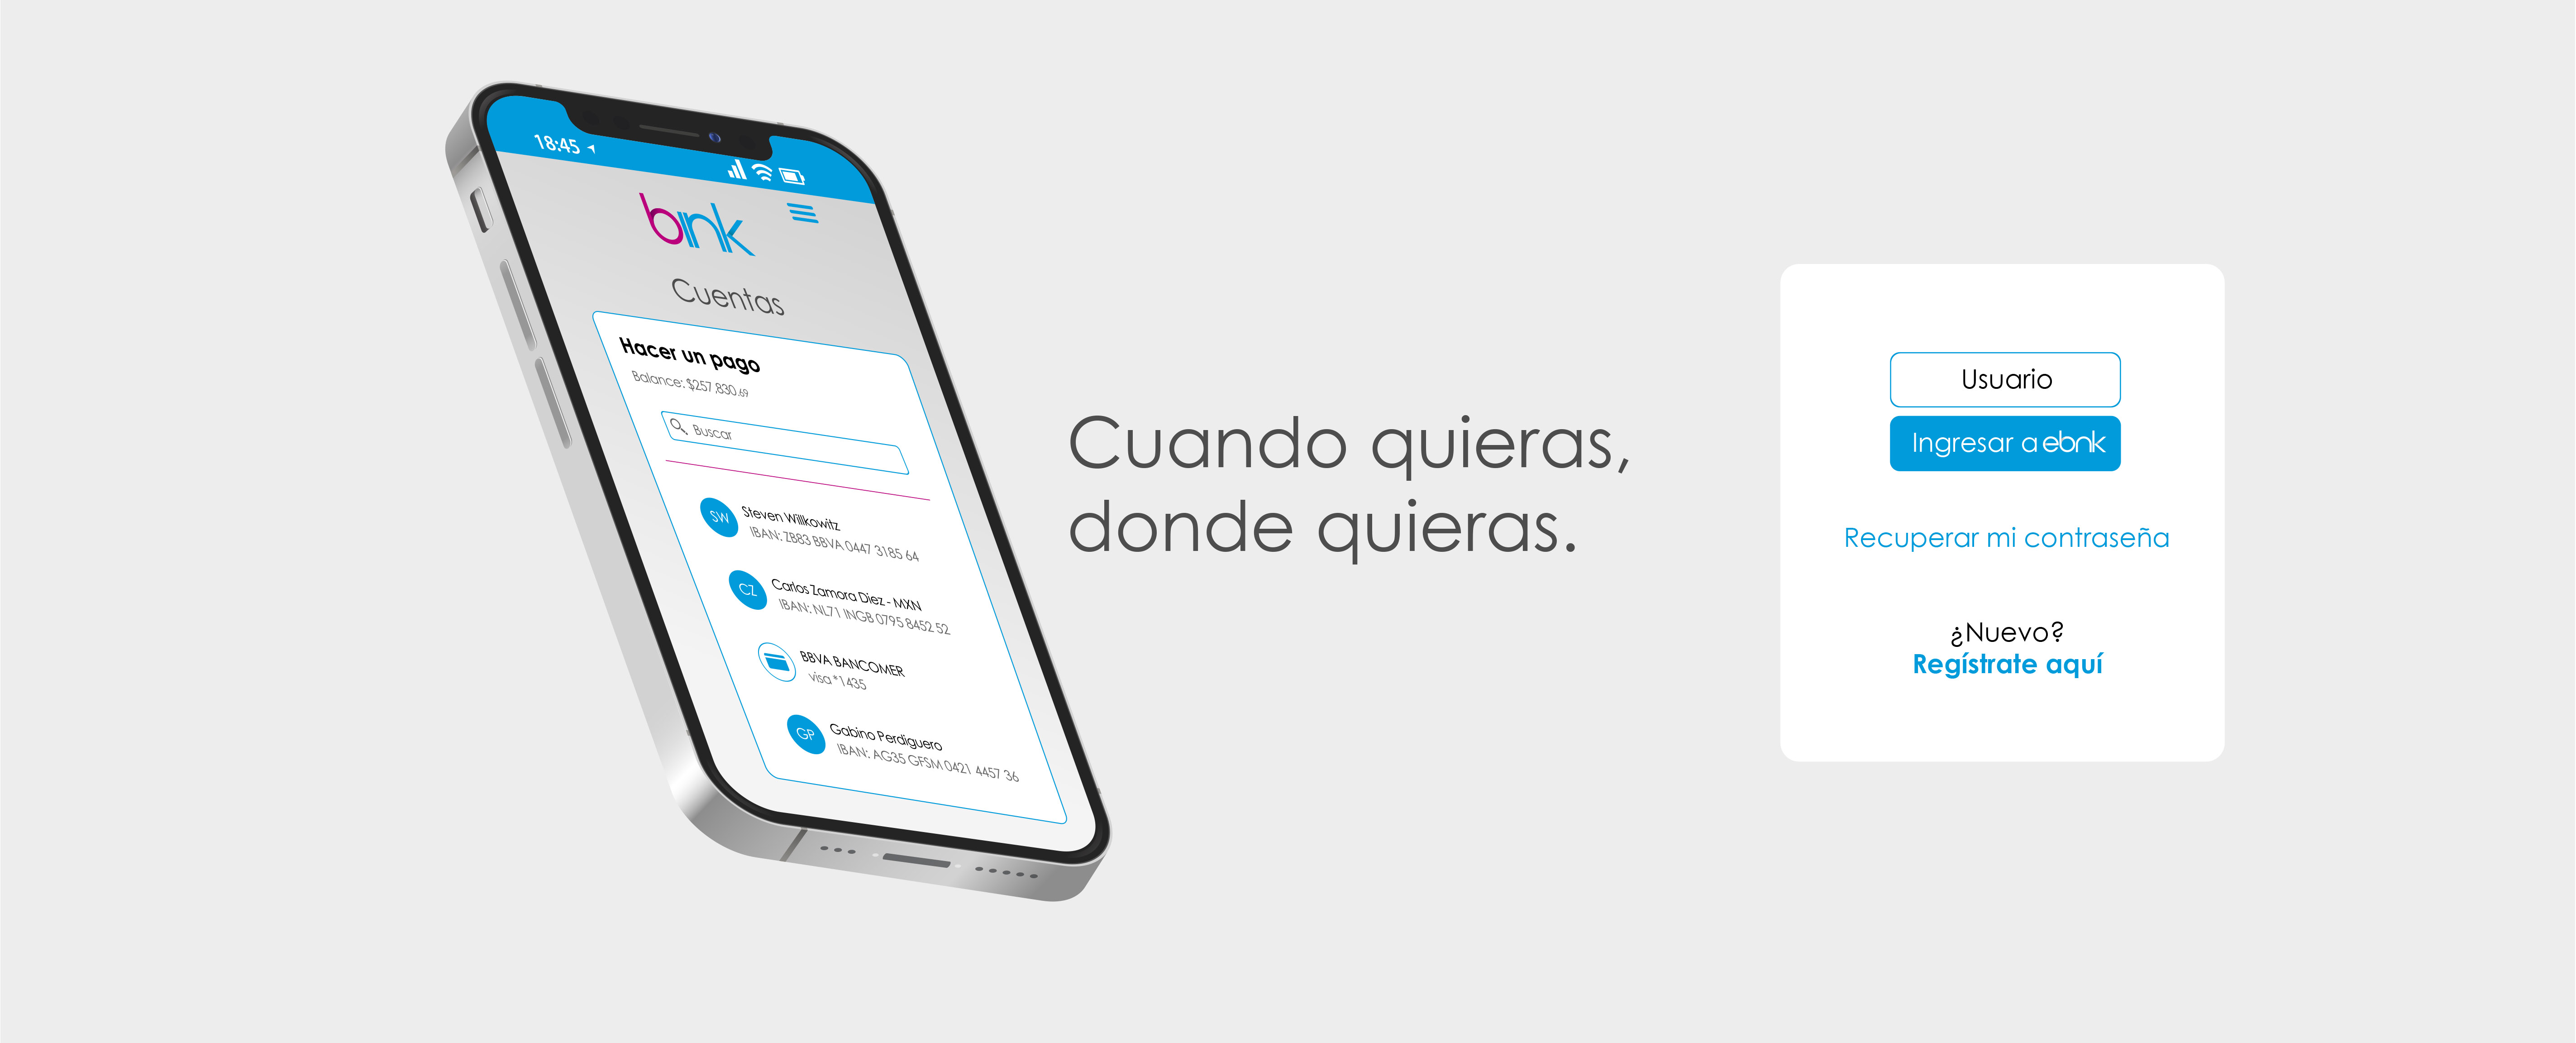 18:45
bnk
Cuentas
Hacer un pago
Balance: $257,830.69
Buscar
SW
Steven Willkowitz
IBAN: ZB83 BBVA 0447 3185 64
CZ
Carlos Zamora Diez - MXN
IBAN: NL71 INGB 0795 8452 52
BBVA BANCOMER
visa *1435
GP
Gabino Perdiguero
IBAN: AG35 GFSM 0421 4457 36
Cuando quieras,
donde quieras.
Usuario
Ingresar a ebnk
Recuperar mi contraseña
¿Nuevo?
Regístrate aquí